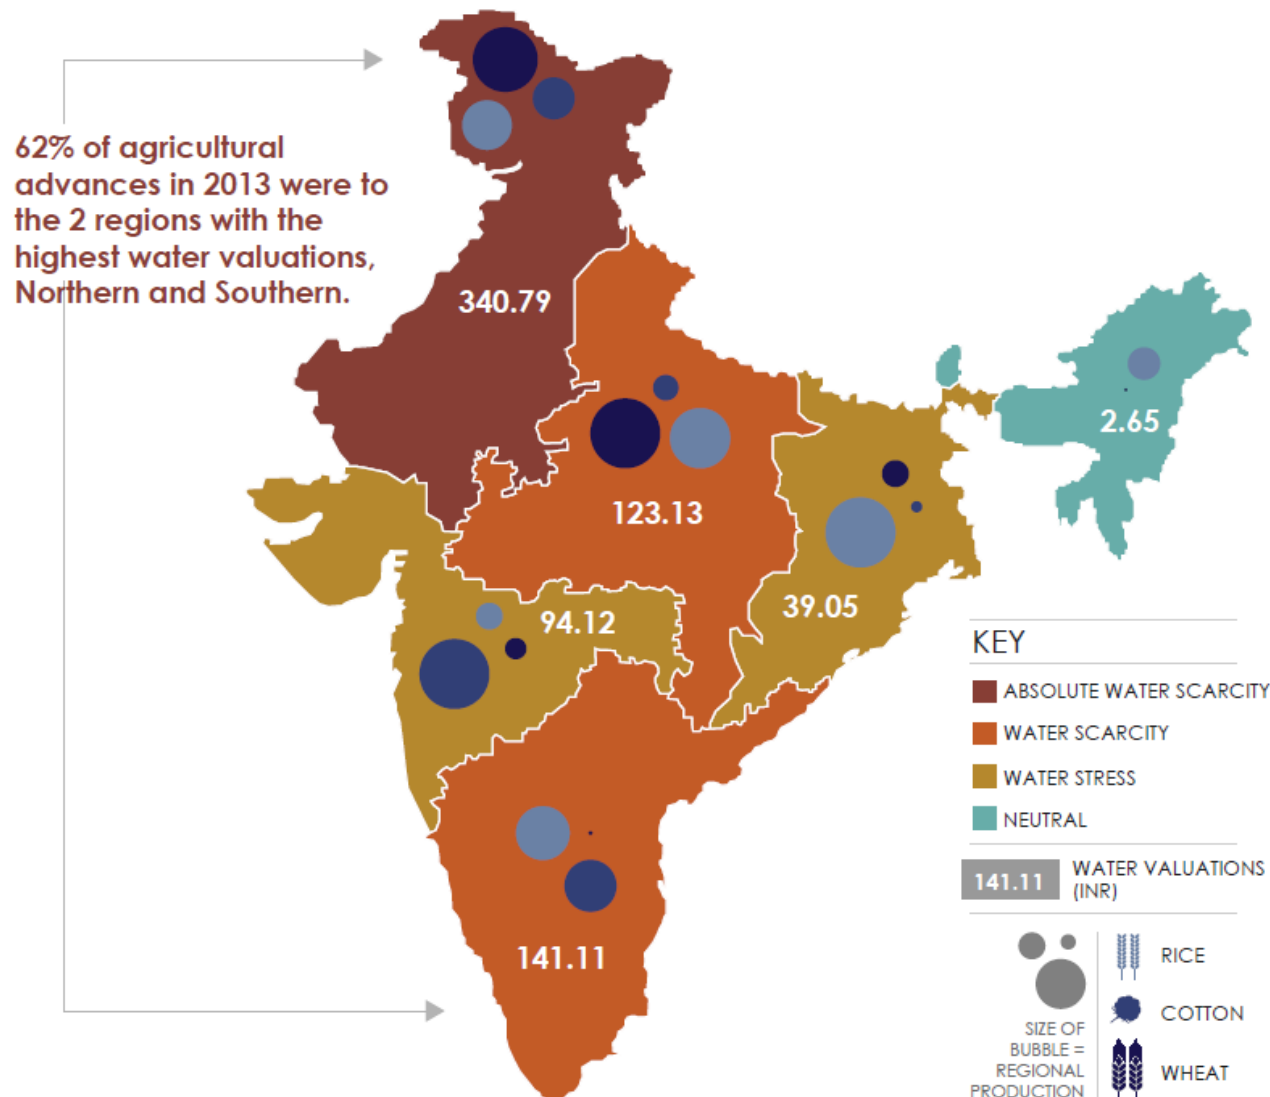 62% of agricultural
advances in 2013 were to
the 2 regions with the
highest water valuations,
Northern and Southern.
340.79
2.65
123.13
39.05
94.12
141.11
KEY
ABSOLUTE WATER SCARCITY
WATER SCARCITY
WATER STRESS
NEUTRAL
141.11
WATER VALUATIONS
(INR)
SIZE OF
BUBBLE =
REGIONAL
PRODUCTION
RICE
COTTON
WHEAT